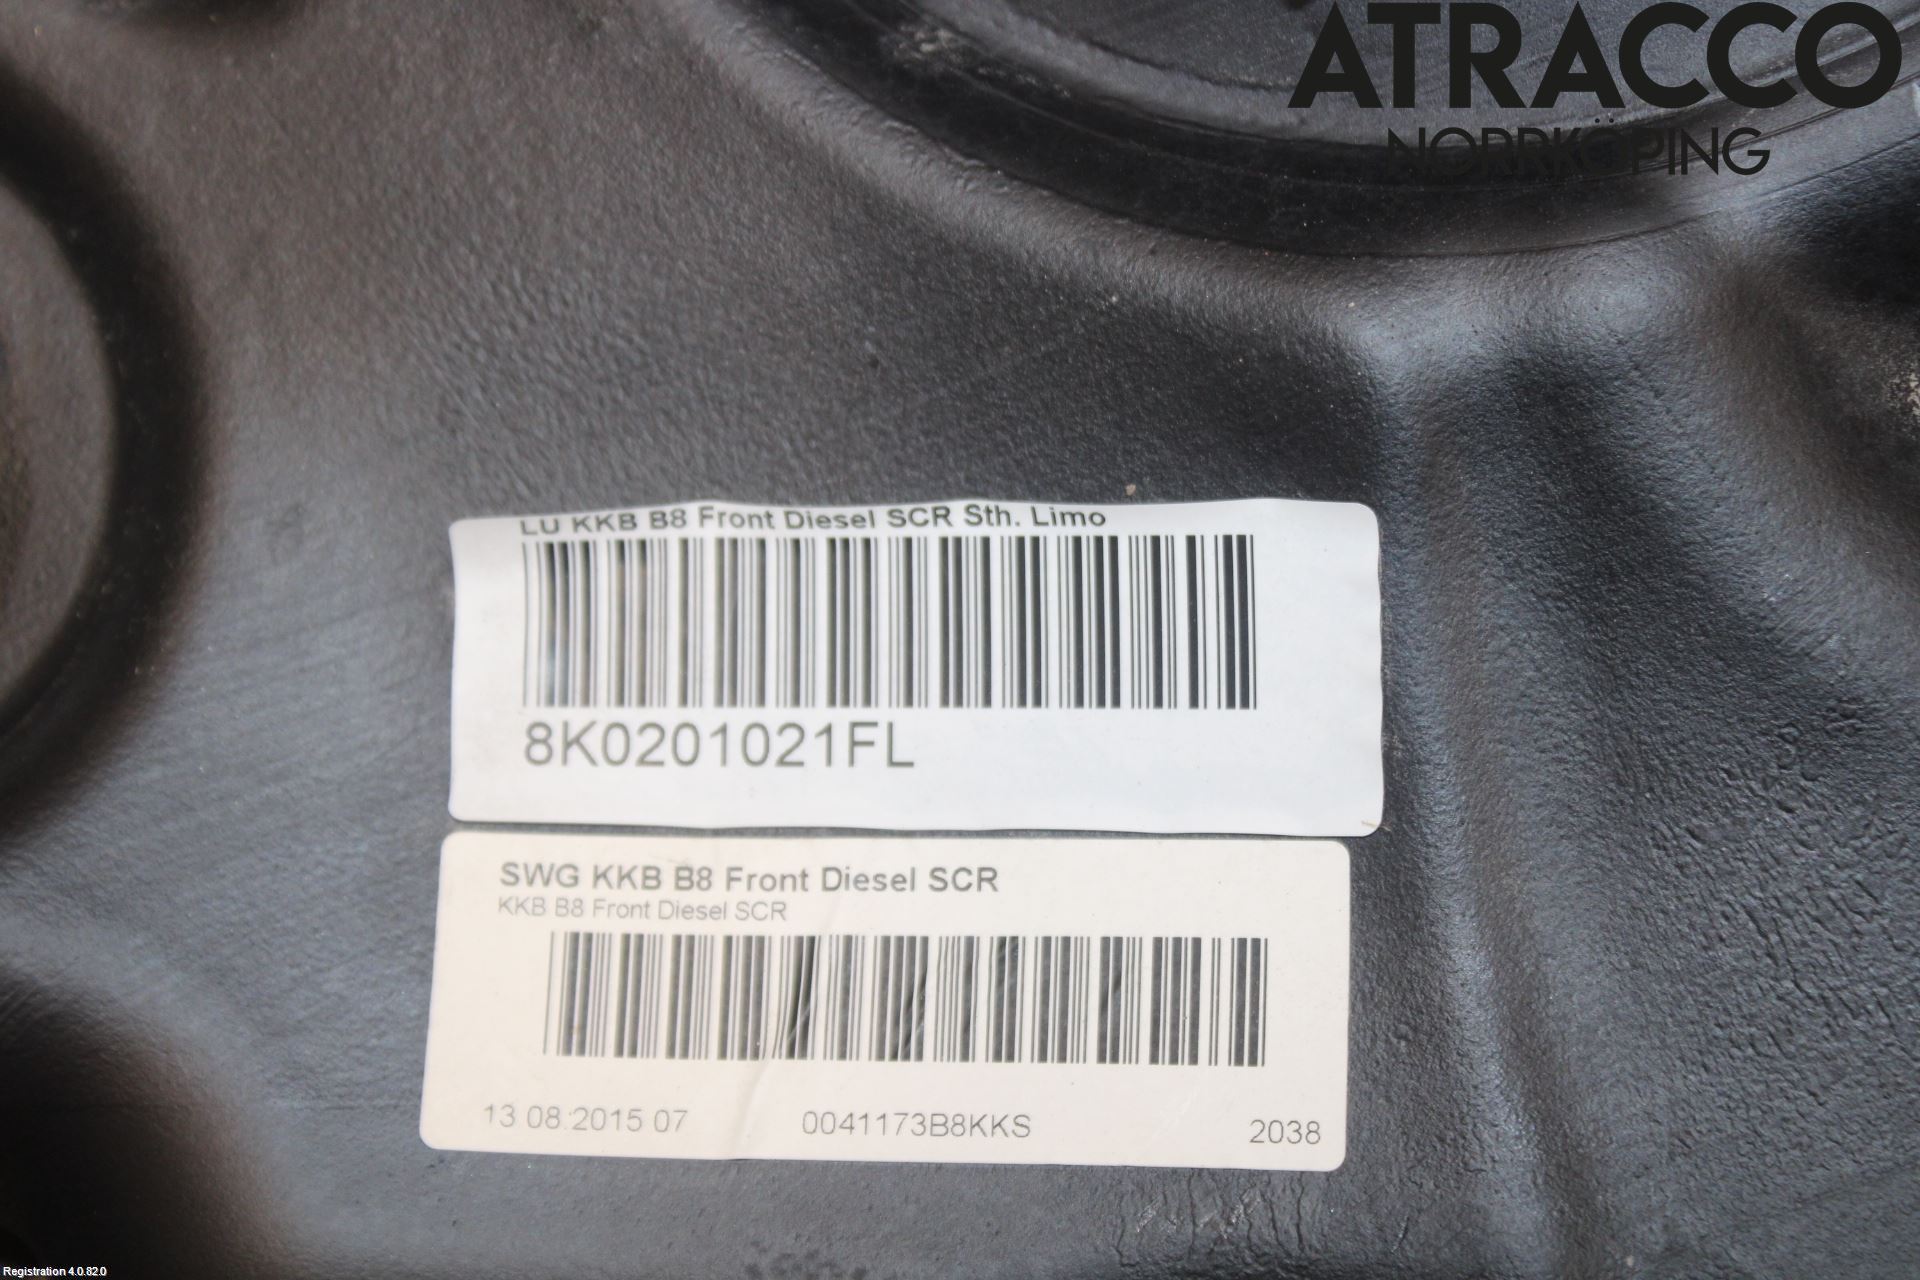 ATRACCO
NORRKÖPING
LU KKB B8 Front Diesel SCR Sth. Limo
8K0201021FL
SWG KKB B8 Front Diesel SCR
KKB B8 Front Diesel SCR
13 08.2015 07 0041173B8KKS 2038
Registration 4.0.82.0